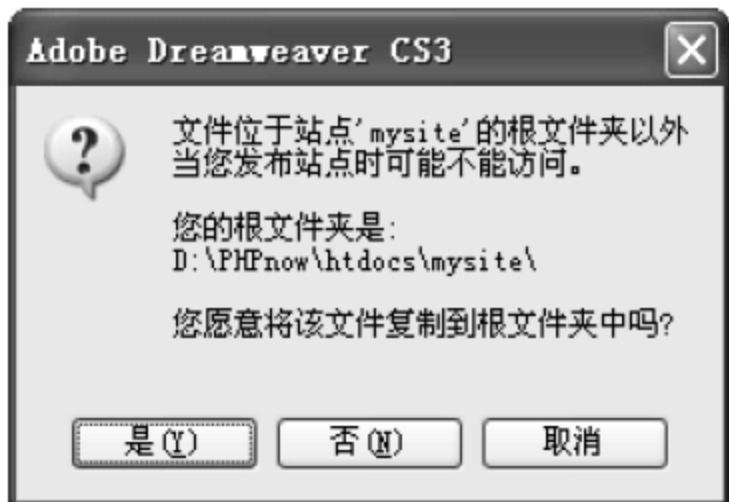 Adobe Dreamweaver CS3
文件位于站点'mysite'的根文件夹以外
当您发布站点时可能不能访问。
您的根文件夹是:
D:\PHPnow\htdocs\mysite\
您愿意将该文件复制到根文件夹中吗?
是(Y) 否(N) 取消